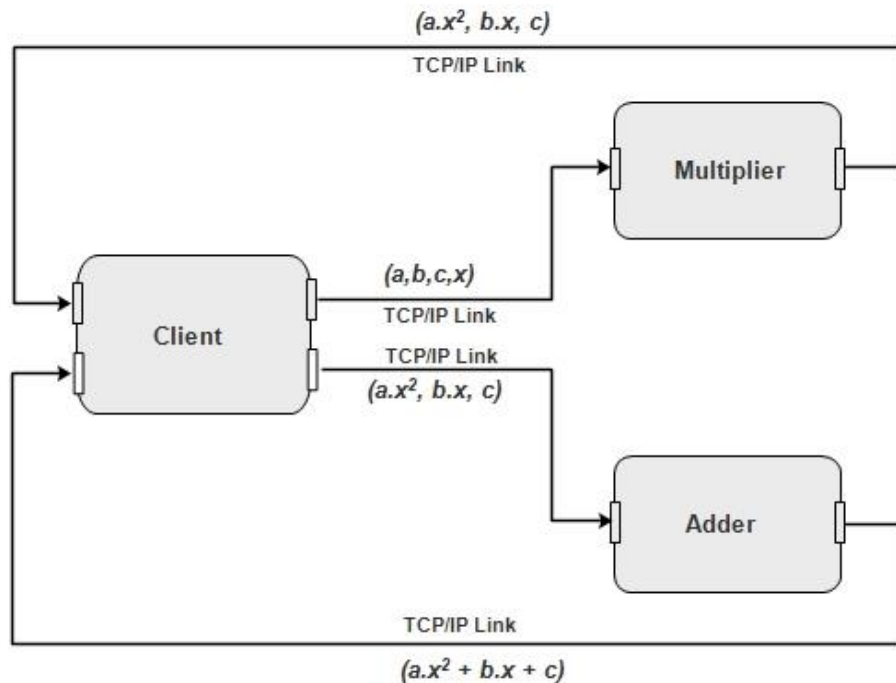 (a.x², b.x, c)
TCP/IP Link
Multiplier
(a,b,c,x)
TCP/IP Link
Client
TCP/IP Link
(a.x², b.x, c)
Adder
TCP/IP Link
(a.x² + b.x + c)